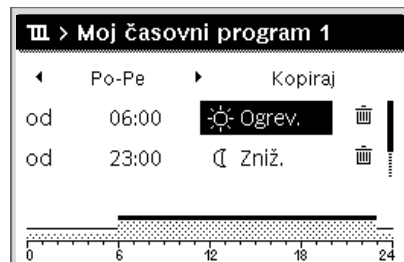 > Moj časovni program 1
Po-Pe Kopiraj
od 06:00 Ogrev.
od 23:00 Zniž.
0 6 12 18 24